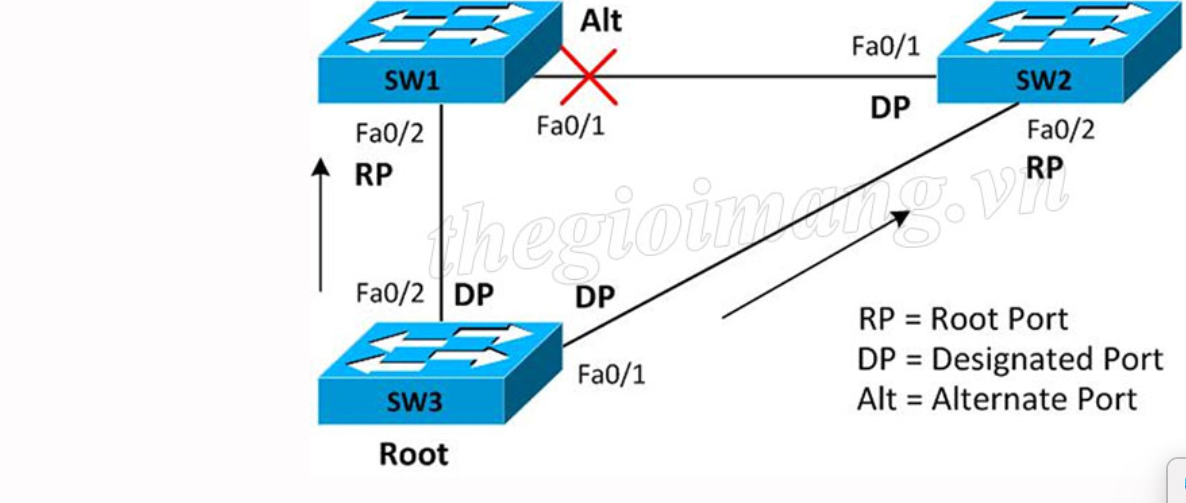 Alt
Fa0/1
SW1
SW2
DP
Fa0/1
Fa0/2
Fa0/2
RP
RP
thegioimang.vn
Fa0/2
DP
DP
RP = Root Port
DP = Designated Port
Alt = Alternate Port
Fa0/1
SW3
Root